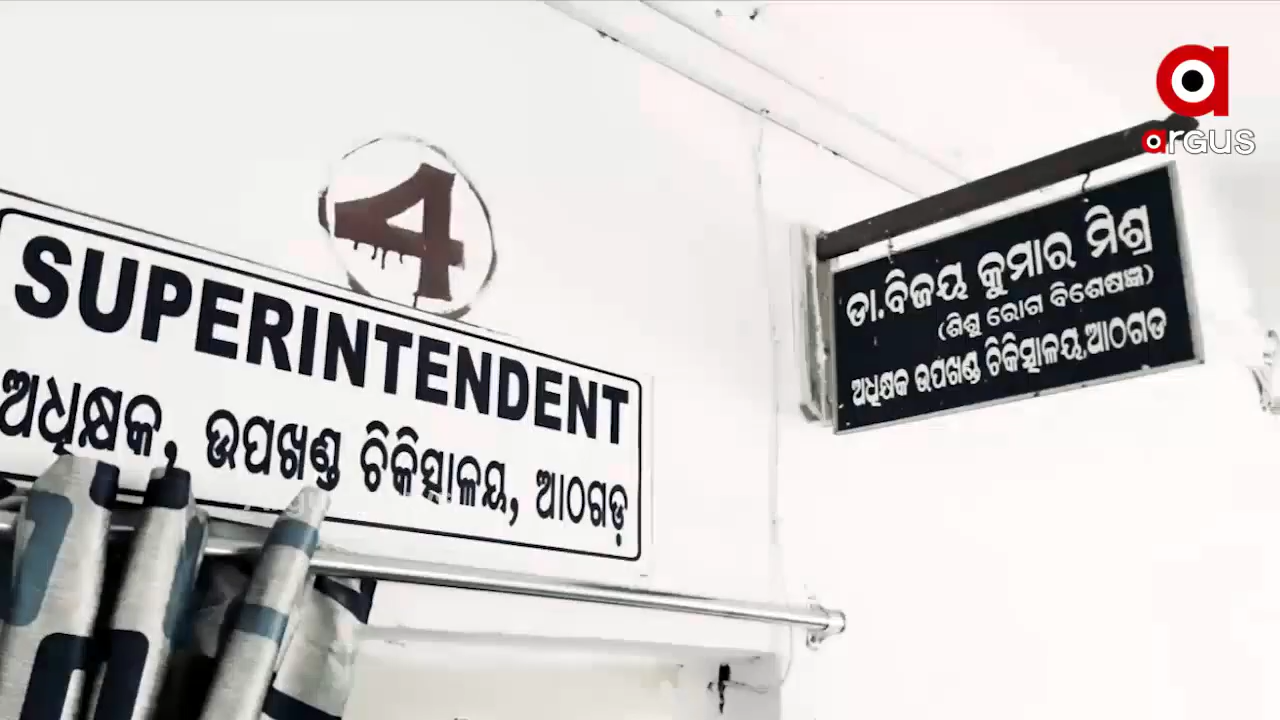 4
SUPERINTENDENT
ଅଧିକ୍ଷକ, ଉପଖଣ୍ଡ ଚିକିତ୍ସାଳୟ, ଆଠଗଡ଼
ଡା.ବିଜୟ କୁମାର ମିଶ୍ର
(ଶିଶୁ ରୋଗ ବିଶେଷଜ୍ଞ)
ଅଧିକ୍ଷକ ଉପଖଣ୍ଡ ଚିକିତ୍ସାଳୟ,ଆଠଗଡ
argus